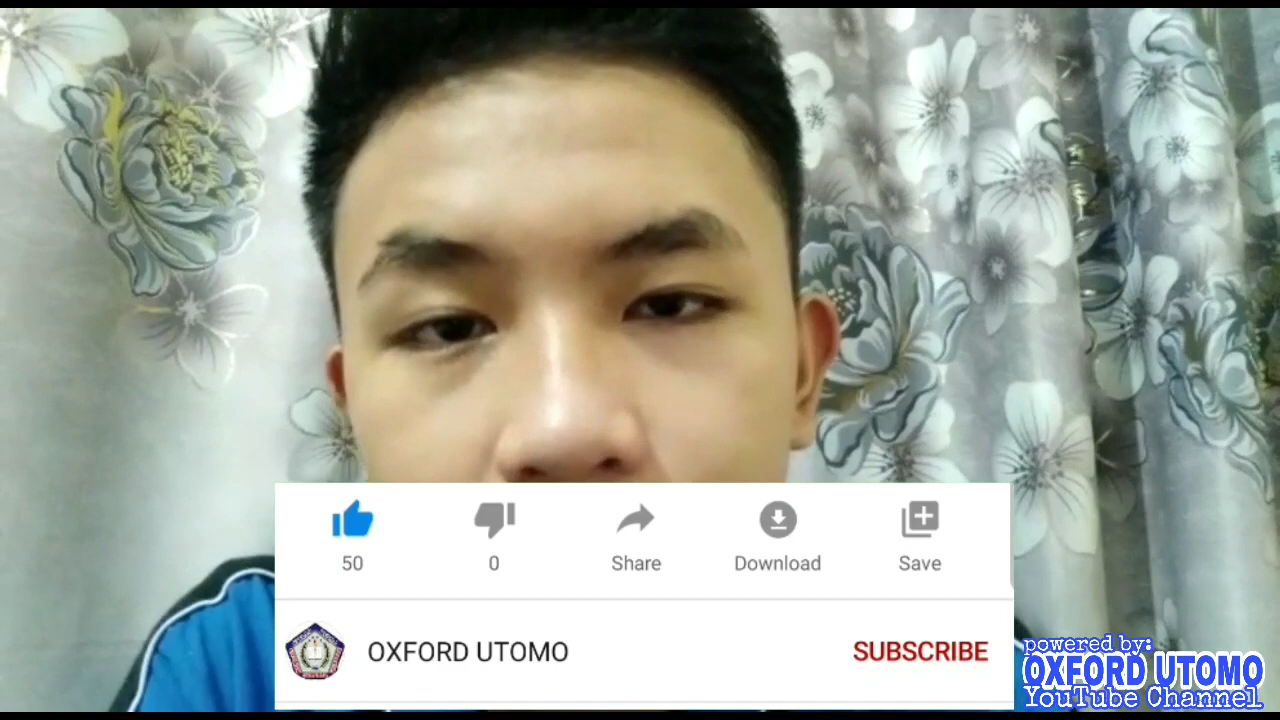 50
0
Share
Download
Save
OXFORD UTOMO
SUBSCRIBE
powered by:
OXFORD UTOMO
YouTube Channel